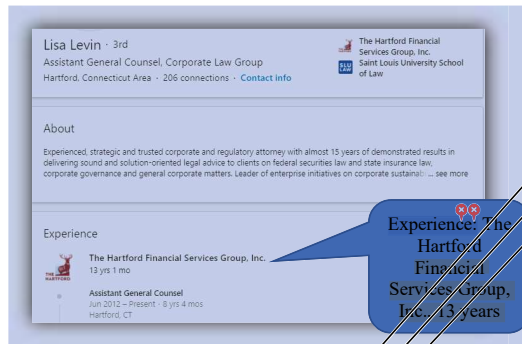 Lisa Levin · 3rd
Assistant General Counsel, Corporate Law Group
Hartford, Connecticut Area · 206 connections · Contact info
The Hartford Financial
Services Group, Inc.
SLU
LAW
Saint Louis University School
of Law
About
Experienced, strategic and trusted corporate and regulatory attorney with almost 15 years of demonstrated results in
delivering sound and solution-oriented legal advice to clients on federal securities law and state insurance law,
corporate governance and general corporate matters. Leader of enterprise initiatives on corporate sustainabi ... see more
Experience
THE
HARTFORD
The Hartford Financial Services Group, Inc.
13 yrs 1 mo
Assistant General Counsel
Jun 2012 – Present · 8 yrs 4 mos
Hartford, CT
Experience: The
Hartford
Financial
Services Group,
Inc., 13 years